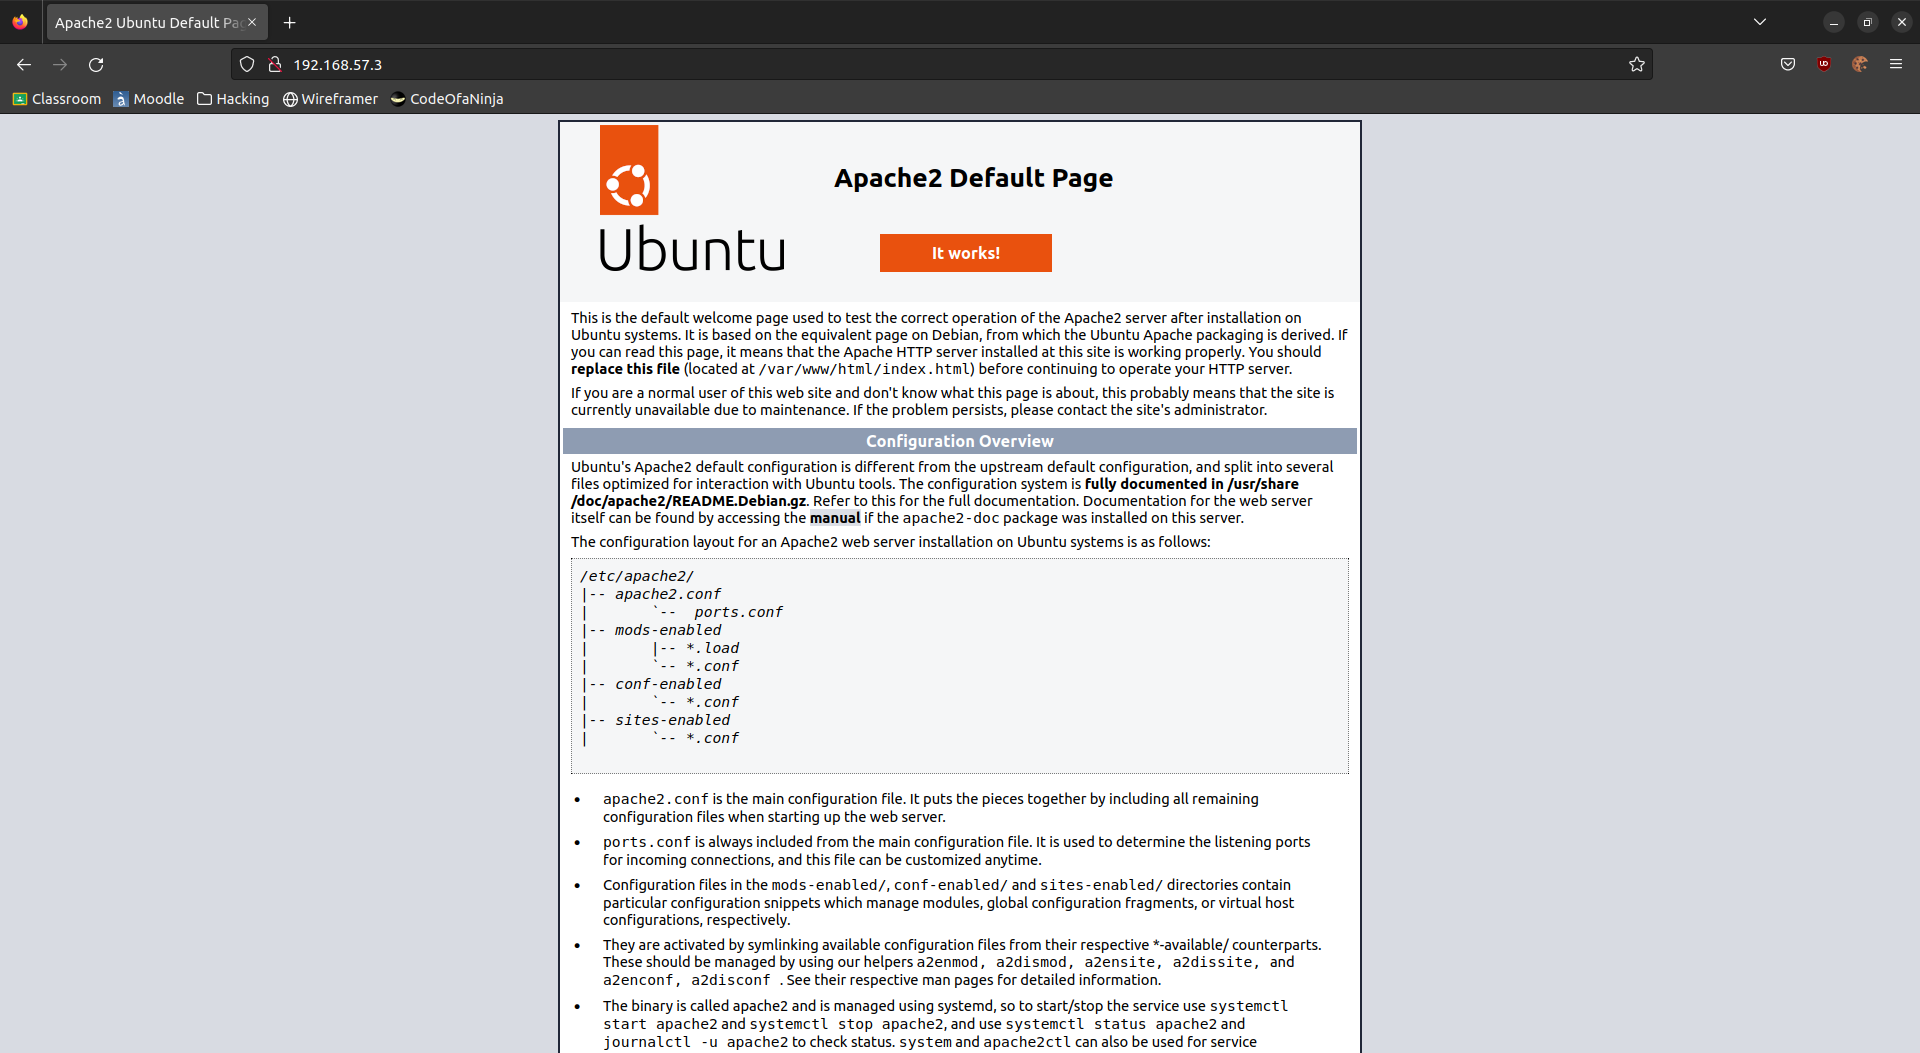 Apache2 Ubuntu Default Pa
192.168.57.3
Classroom Moodle Hacking Wireframer CodeOfaNinja
Apache2 Default Page
Ubuntu
It works!
This is the default welcome page used to test the correct operation of the Apache2 server after installation on
Ubuntu systems. It is based on the equivalent page on Debian, from which the Ubuntu Apache packaging is derived. If
you can read this page, it means that the Apache HTTP server installed at this site is working properly. You should
replace this file (located at /var/www/html/index.html) before continuing to operate your HTTP server.
If you are a normal user of this web site and don't know what this page is about, this probably means that the site is
currently unavailable due to maintenance. If the problem persists, please contact the site's administrator.
Configuration Overview
Ubuntu's Apache2 default configuration is different from the upstream default configuration, and split into several
files optimized for interaction with Ubuntu tools. The configuration system is fully documented in /usr/share
/doc/apache2/README.Debian.gz. Refer to this for the full documentation. Documentation for the web server
itself can be found by accessing the manual if the apache2-doc package was installed on this server.
The configuration layout for an Apache2 web server installation on Ubuntu systems is as follows:
/etc/apache2/
|-- apache2.conf
|       `--  ports.conf
|-- mods-enabled
|       |-- *.load
|       `-- *.conf
|-- conf-enabled
|       `-- *.conf
|-- sites-enabled
|       `-- *.conf
• apache2.conf is the main configuration file. It puts the pieces together by including all remaining
configuration files when starting up the web server.
• ports.conf is always included from the main configuration file. It is used to determine the listening ports
for incoming connections, and this file can be customized anytime.
• Configuration files in the mods-enabled/, conf-enabled/ and sites-enabled/ directories contain
particular configuration snippets which manage modules, global configuration fragments, or virtual host
configurations, respectively.
• They are activated by symlinking available configuration files from their respective *-available/ counterparts.
These should be managed by using our helpers a2enmod, a2dismod, a2ensite, a2dissite, and
a2enconf, a2disconf . See their respective man pages for detailed information.
• The binary is called apache2 and is managed using systemd, so to start/stop the service use systemctl
start apache2 and systemctl stop apache2, and use systemctl status apache2 and
journalctl -u apache2 to check status. system and apache2ctl can also be used for service